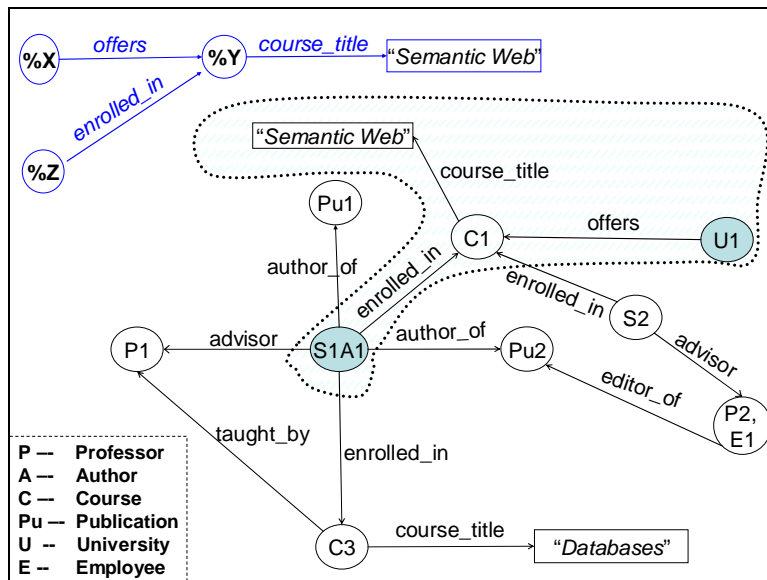 offers
course_title
%X
%Y
“Semantic Web”
enrolled_in
%Z
“Semantic Web”
course_title
Pu1
offers
C1
U1
author_of
enrolled_in
enrolled_in
S2
P1
advisor
S1A1
author_of
Pu2
advisor
editor_of
P2,
E1
taught_by
enrolled_in
P --- Professor
A --- Author
C --- Course
Pu --- Publication
U -- University
E --- Employee
C3
course_title
“Databases”